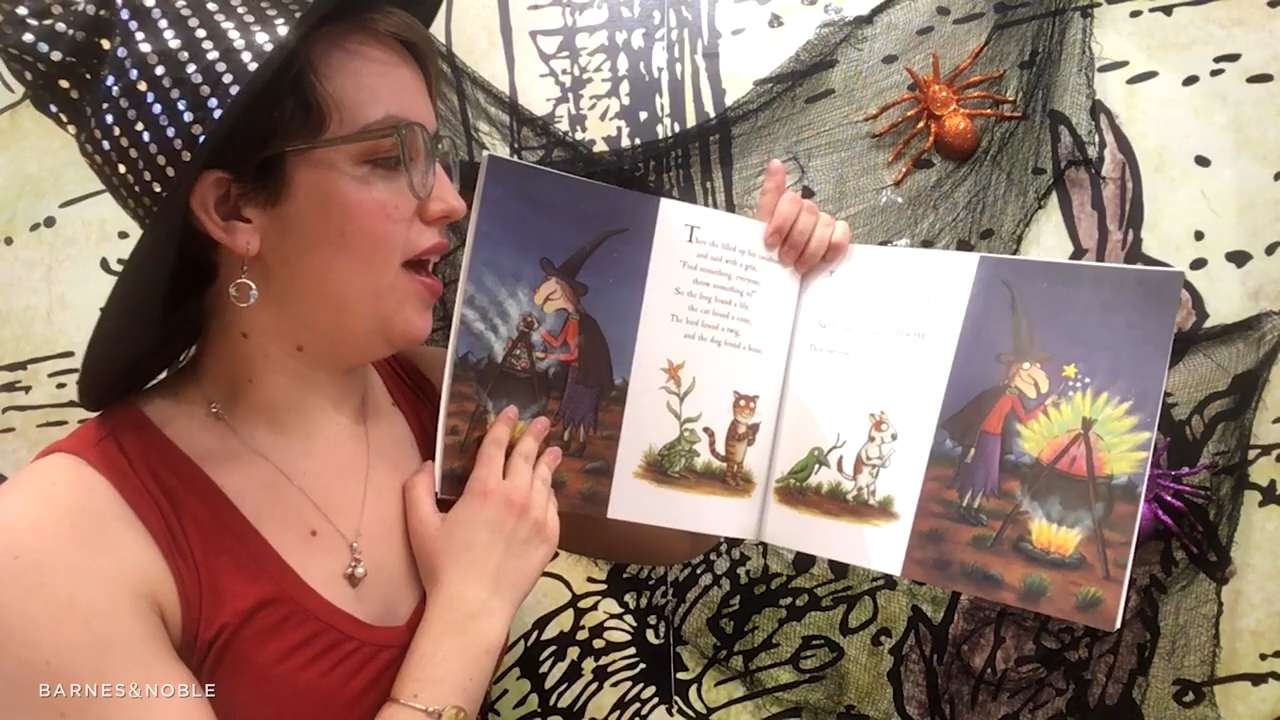 Then she filled up her cauldron
and said with a grin,
"Find something, everyone,
throw something in!"
So the frog found a lily,
the cat found a cone,
The bird found a twig,
and the dog found a bone.
BARNES&NOBLE